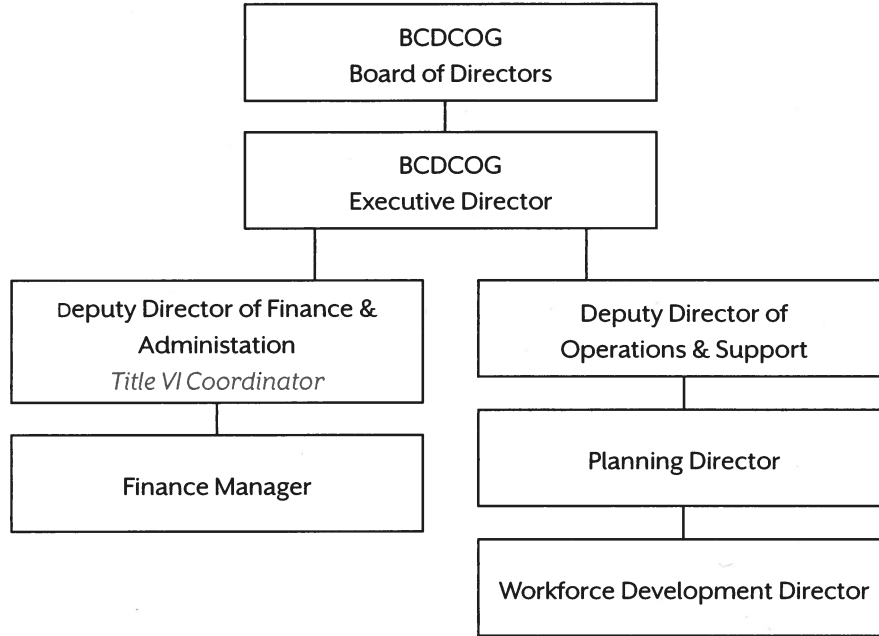 BCDCOG
Board of Directors
BCDCOG
Executive Director
Deputy Director of Finance &
Administation
Title VI Coordinator
Deputy Director of
Operations & Support
Finance Manager
Planning Director
Workforce Development Director